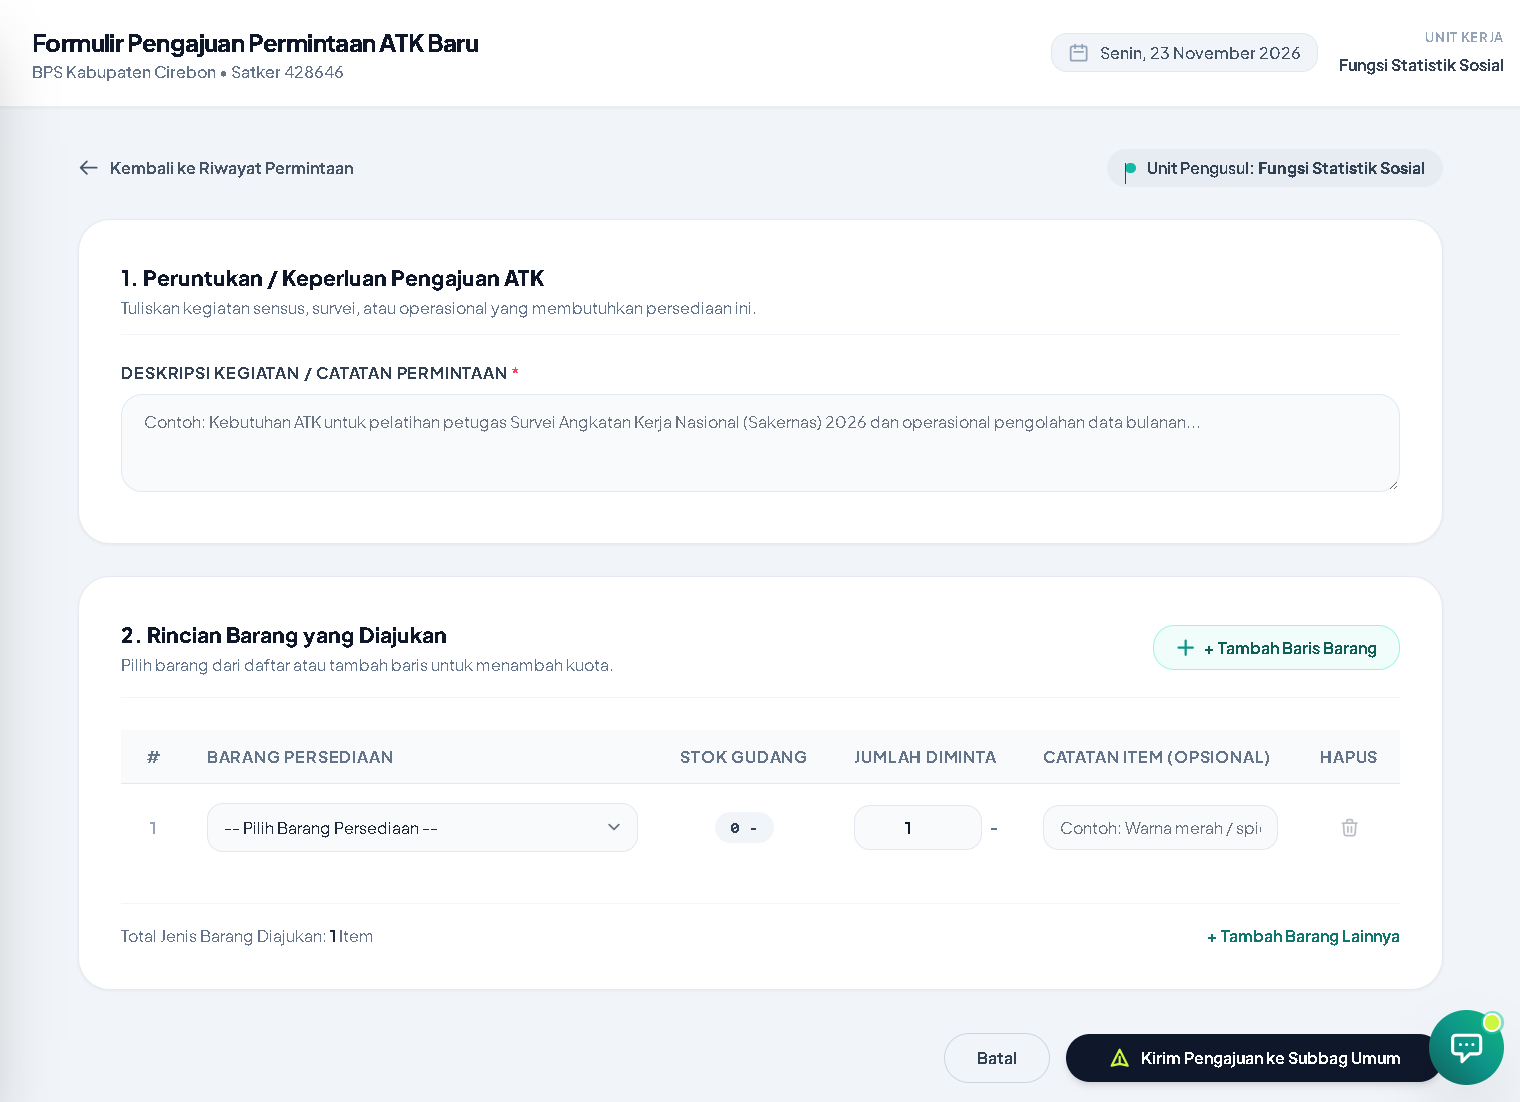 Formulir Pengajuan Permintaan ATK Baru
BPS Kabupaten Cirebon • Satker 428646
Senin, 23 November 2026
UNIT KERJA
Fungsi Statistik Sosial
Kembali ke Riwayat Permintaan
Unit Pengusul: Fungsi Statistik Sosial
1. Peruntukan / Keperluan Pengajuan ATK
Tuliskan kegiatan sensus, survei, atau operasional yang membutuhkan persediaan ini.
DESKRIPSI KEGIATAN / CATATAN PERMINTAAN *
Contoh: Kebutuhan ATK untuk pelatihan petugas Survei Angkatan Kerja Nasional (Sakernas) 2026 dan operasional pengolahan data bulanan...
2. Rincian Barang yang Diajukan
Pilih barang dari daftar atau tambah baris untuk menambah kuota.
+ Tambah Baris Barang
# BARANG PERSEDIAAN STOK GUDANG JUMLAH DIMINTA CATATAN ITEM (OPSIONAL) HAPUS
1 -- Pilih Barang Persediaan -- 0 - 1 - Contoh: Warna merah / spi
Total Jenis Barang Diajukan: 1 Item
+ Tambah Barang Lainnya
Batal
Kirim Pengajuan ke Subbag Umum